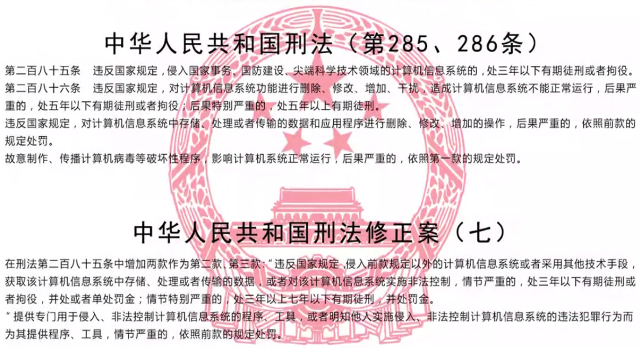 中华人民共和国刑法（第285、286条）
第二百八十五条　违反国家规定，侵入国家事务、国防建设、尖端科学技术领域的计算机信息系统的，处三年以下有期徒刑或者拘役。
第二百八十六条　违反国家规定，对计算机信息系统功能进行删除、修改、增加、干扰，造成计算机信息系统不能正常运行，后果严
重的，处五年以下有期徒刑或者拘役；后果特别严重的，处五年以上有期徒刑。
违反国家规定，对计算机信息系统中存储、处理或者传输的数据和应用程序进行删除、修改、增加的操作，后果严重的，依照前款的
规定处罚。
故意制作、传播计算机病毒等破坏性程序，影响计算机系统正常运行，后果严重的，依照第一款的规定处罚。
中华人民共和国刑法修正案（七）
在刑法第二百八十五条中增加两款作为第二款、第三款：“违反国家规定，侵入前款规定以外的计算机信息系统或者采用其他技术手段，
获取该计算机信息系统中存储、处理或者传输的数据，或者对该计算机信息系统实施非法控制，情节严重的，处三年以下有期徒刑或
者拘役，并处或者单处罚金；情节特别严重的，处三年以上七年以下有期徒刑，并处罚金。
“提供专门用于侵入、非法控制计算机信息系统的程序、工具，或者明知他人实施侵入、非法控制计算机信息系统的违法犯罪行为而
为其提供程序、工具，情节严重的，依照前款的规定处罚。